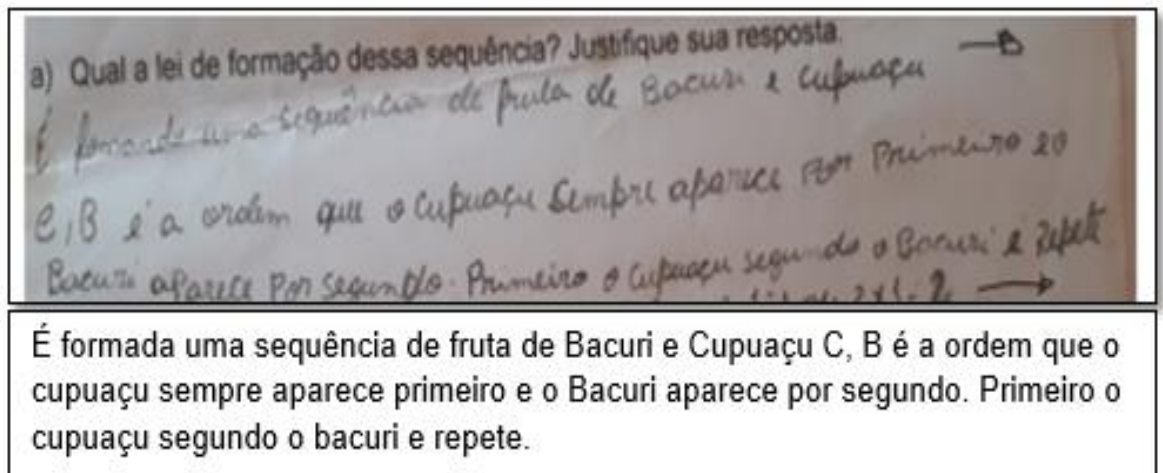 a) Qual a lei de formação dessa sequência? Justifique sua resposta. → B
É formando uma sequência de fruta de Bacuri e cupuaçu
C, B é a ordem que o cupuaçu sempre aparece por Primeiro e o
Bacuri aparece Por segundo. Primeiro o cupuaçu segundo o Bacuri e Repete
É formada uma sequência de fruta de Bacuri e Cupuaçu C, B é a ordem que o
cupuaçu sempre aparece primeiro e o Bacuri aparece por segundo. Primeiro o
cupuaçu segundo o bacuri e repete.